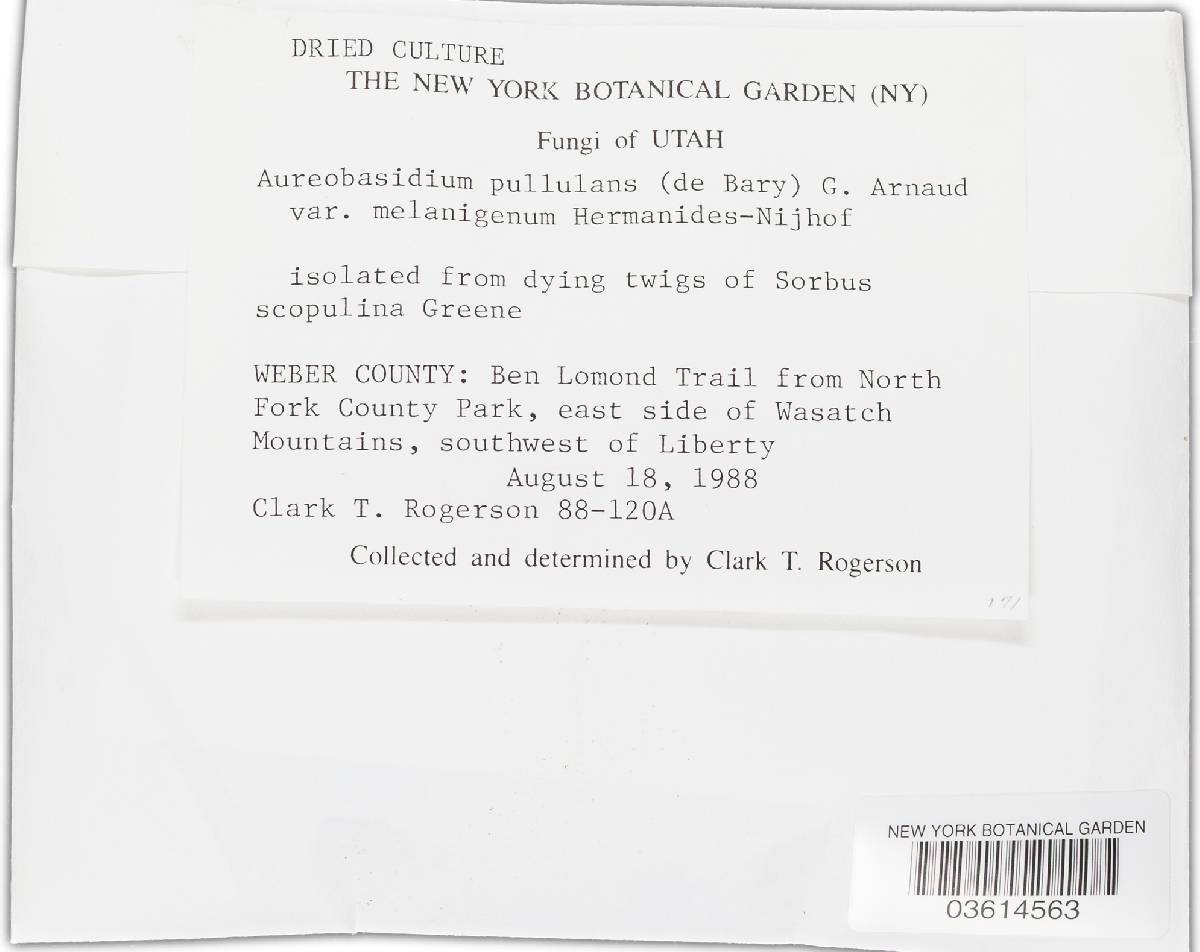 DRIED CULTURE
THE NEW YORK BOTANICAL GARDEN (NY)
Fungi of UTAH
Aureobasidium pullulans (de Bary) G. Arnaud
var. melanigenum Hermanides-Nijhof
isolated from dying twigs of Sorbus
scopulina Greene
WEBER COUNTY: Ben Lomond Trail from North
Fork County Park, east side of Wasatch
Mountains, southwest of Liberty
August 18, 1988
Clark T. Rogerson 88-120A
Collected and determined by Clark T. Rogerson
NEW YORK BOTANICAL GARDEN
03614563